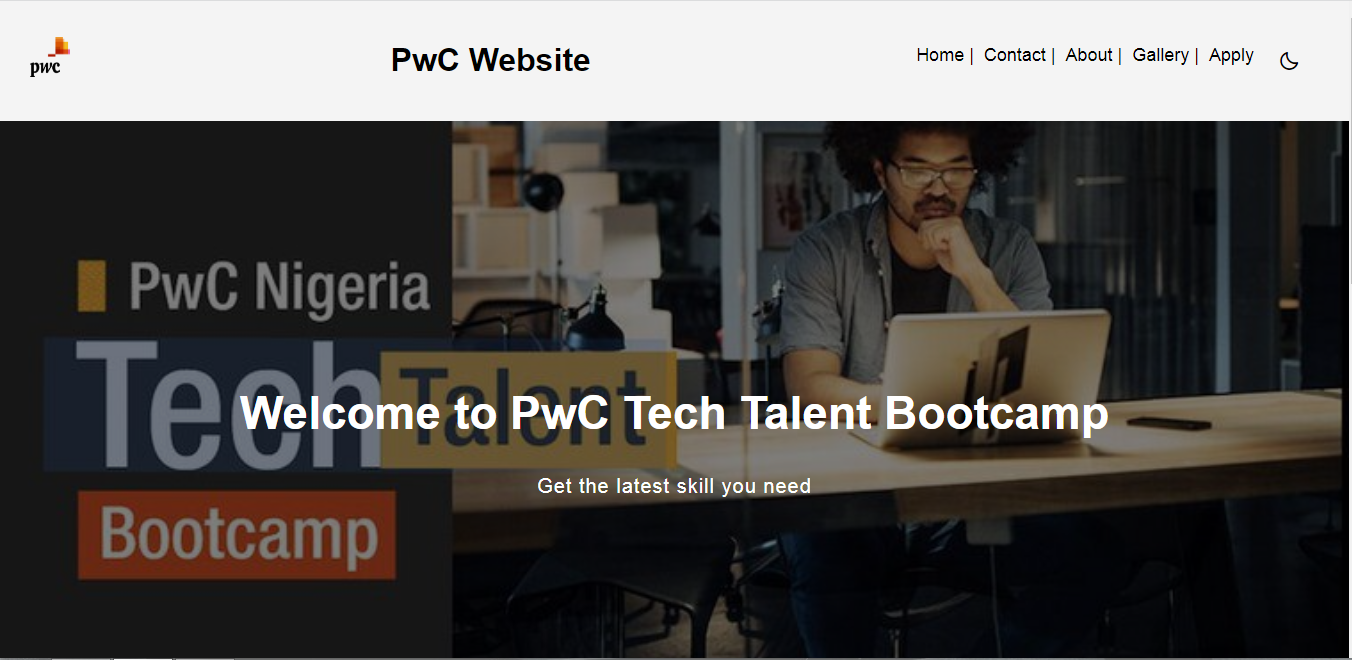 pwc
PwC Website
Home | Contact | About | Gallery | Apply
PwC Nigeria
Tech Talent
Welcome to PwC Tech Talent Bootcamp
Get the latest skill you need
Bootcamp